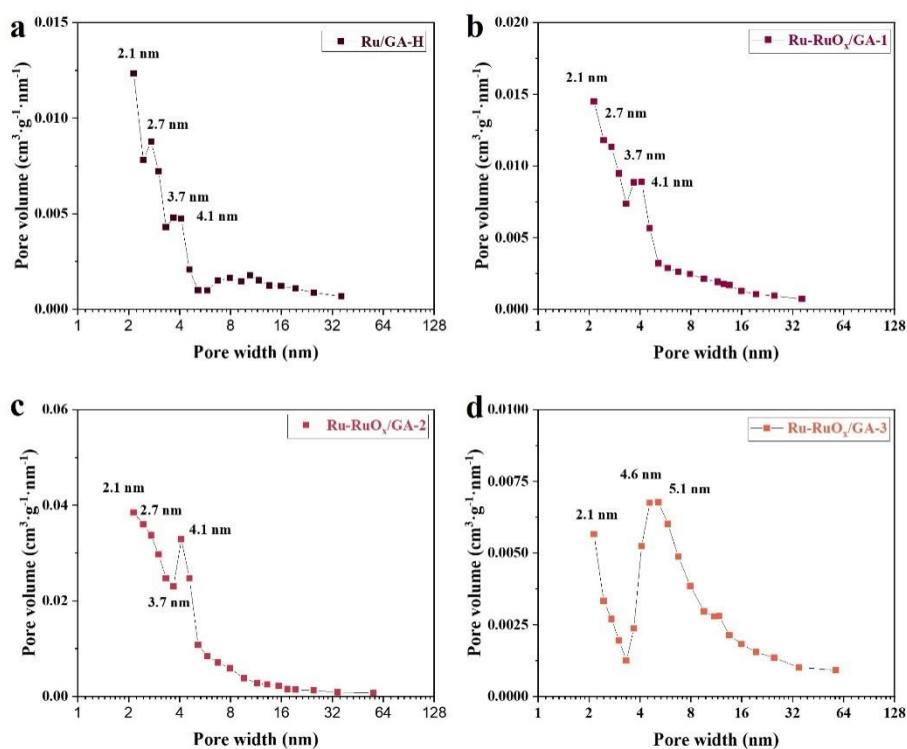 a
Ru/GA-H
2.1 nm
2.7 nm
3.7 nm
4.1 nm
0.015
0.010
0.005
0.000
1 2 4 8 16 32 64 128
Pore width (nm)
Pore volume (cm³·g⁻¹·nm⁻¹)
b
Ru-RuOₓ/GA-1
2.1 nm
2.7 nm
3.7 nm
4.1 nm
0.020
0.015
0.010
0.005
0.000
1 2 4 8 16 32 64 128
Pore width (nm)
Pore volume (cm³·g⁻¹·nm⁻¹)
c
Ru-RuOₓ/GA-2
2.1 nm
2.7 nm
4.1 nm
3.7 nm
0.06
0.04
0.02
0.00
1 2 4 8 16 32 64 128
Pore width (nm)
Pore volume (cm³·g⁻¹·nm⁻¹)
d
Ru-RuOₓ/GA-3
4.6 nm
5.1 nm
2.1 nm
0.0100
0.0075
0.0050
0.0025
0.0000
1 2 4 8 16 32 64 128
Pore width (nm)
Pore volume (cm³·g⁻¹·nm⁻¹)